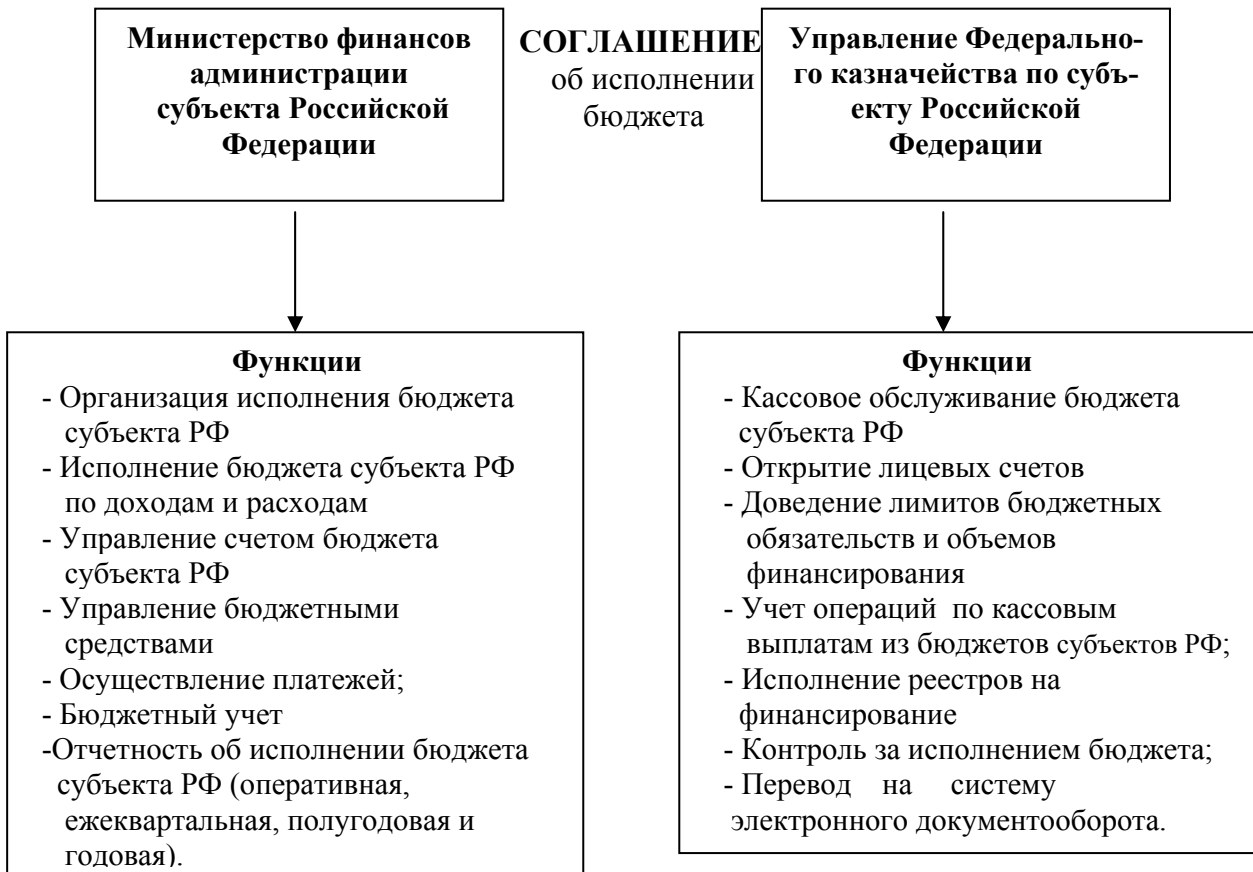 Министерство финансов
администрации
субъекта Российской
Федерации
СОГЛАШЕНИЕ
об исполнении
бюджета
Управление Федерально-
го казначейства по субъ-
екту Российской
Федерации
Функции
- Организация исполнения бюджета
субъекта РФ
- Исполнение бюджета субъекта РФ
по доходам и расходам
- Управление счетом бюджета
субъекта РФ
- Управление бюджетными
средствами
- Осуществление платежей;
- Бюджетный учет
-Отчетность об исполнении бюджета
субъекта РФ (оперативная,
ежеквартальная, полугодовая и
годовая).
Функции
- Кассовое обслуживание бюджета
субъекта РФ
- Открытие лицевых счетов
- Доведение лимитов бюджетных
обязательств и объемов
финансирования
- Учет операций по кассовым
выплатам из бюджетов субъектов РФ;
- Исполнение реестров на
финансирование
- Контроль за исполнением бюджета;
- Перевод на систему
электронного документооборота.